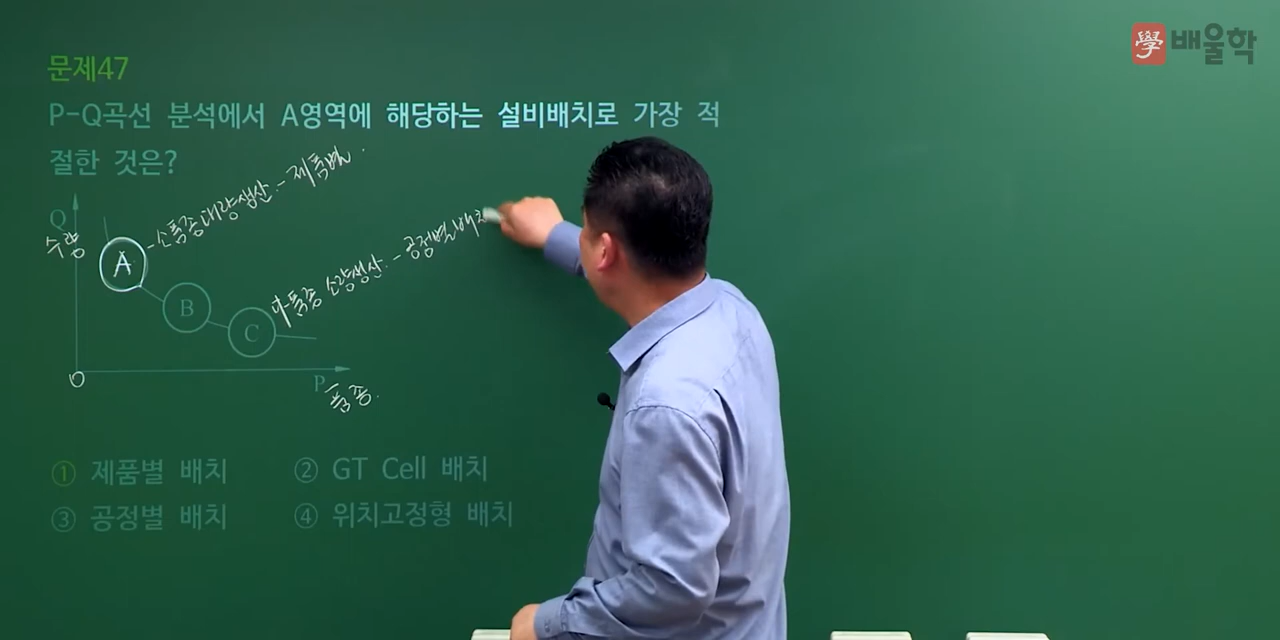 學 배울학
문제47
P-Q곡선 분석에서 A영역에 해당하는 설비배치로 가장 적
절한 것은?
Q
수량
A - 소품종대량생산. - 제품별
B
C 다품종 소량생산. - 공정별배치
O
P
품종.
① 제품별 배치 ② GT Cell 배치
③ 공정별 배치 ④ 위치고정형 배치